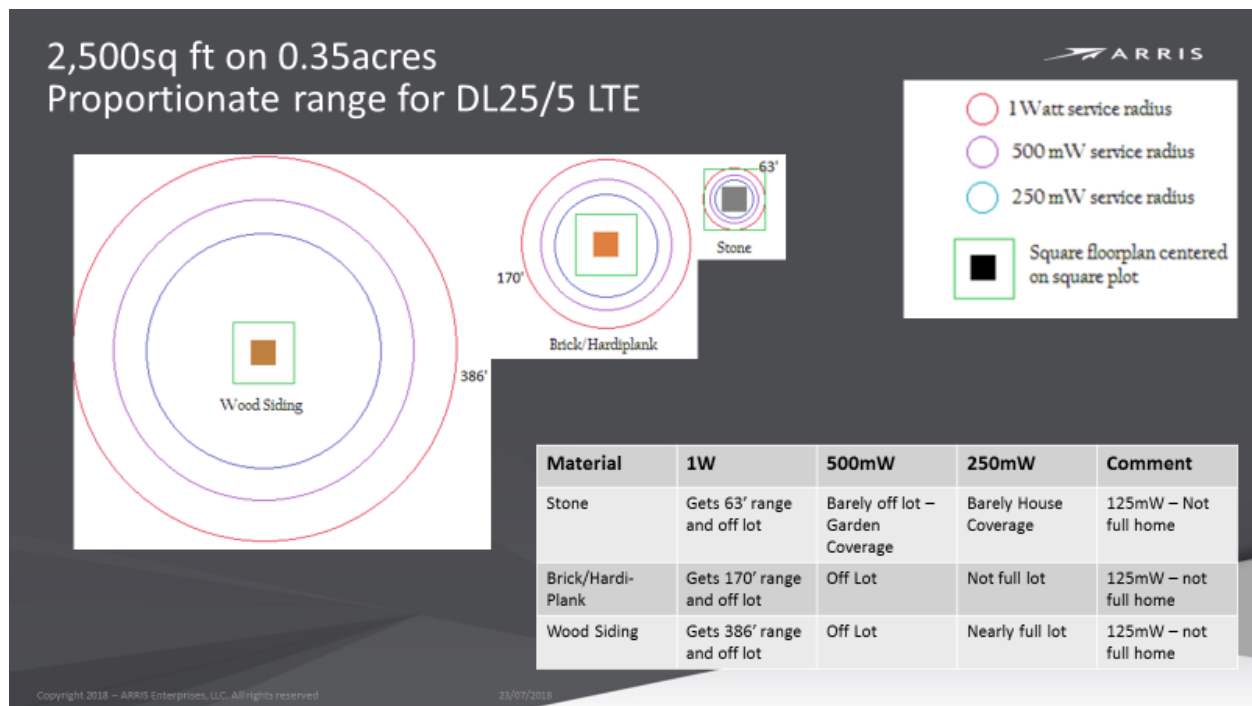 2,500sq ft on 0.35acres
Proportionate range for DL25/5 LTE
ARRIS
1 Watt service radius
500 mW service radius
250 mW service radius
Square floorplan centered
on square plot
63'
Stone
170'
Brick/Hardiplank
386'
Wood Siding
Material 1W 500mW 250mW Comment
Stone
Gets 63′ range
and off lot
Barely off lot –
Garden
Coverage
Barely House
Coverage
125mW – Not
full home
Brick/Hardi-
Plank
Gets 170′ range
and off lot
Off Lot
Not full lot
125mW – not
full home
Wood Siding
Gets 386′ range
and off lot
Off Lot
Nearly full lot
125mW – not
full home
Copyright 2018 – ARRIS Enterprises, LLC. All rights reserved
23/07/2018